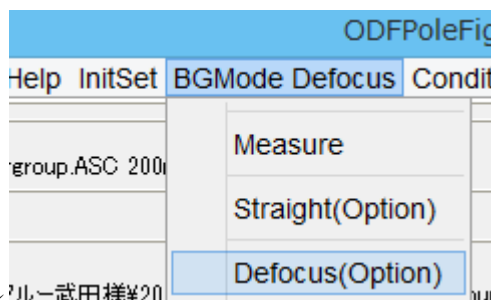 ODFPoleFig
Help InitSet BGMode Defocus Condit
Measure
rgroup.ASC 200
Straight(Option)
Defocus(Option)
ルー武田様¥20